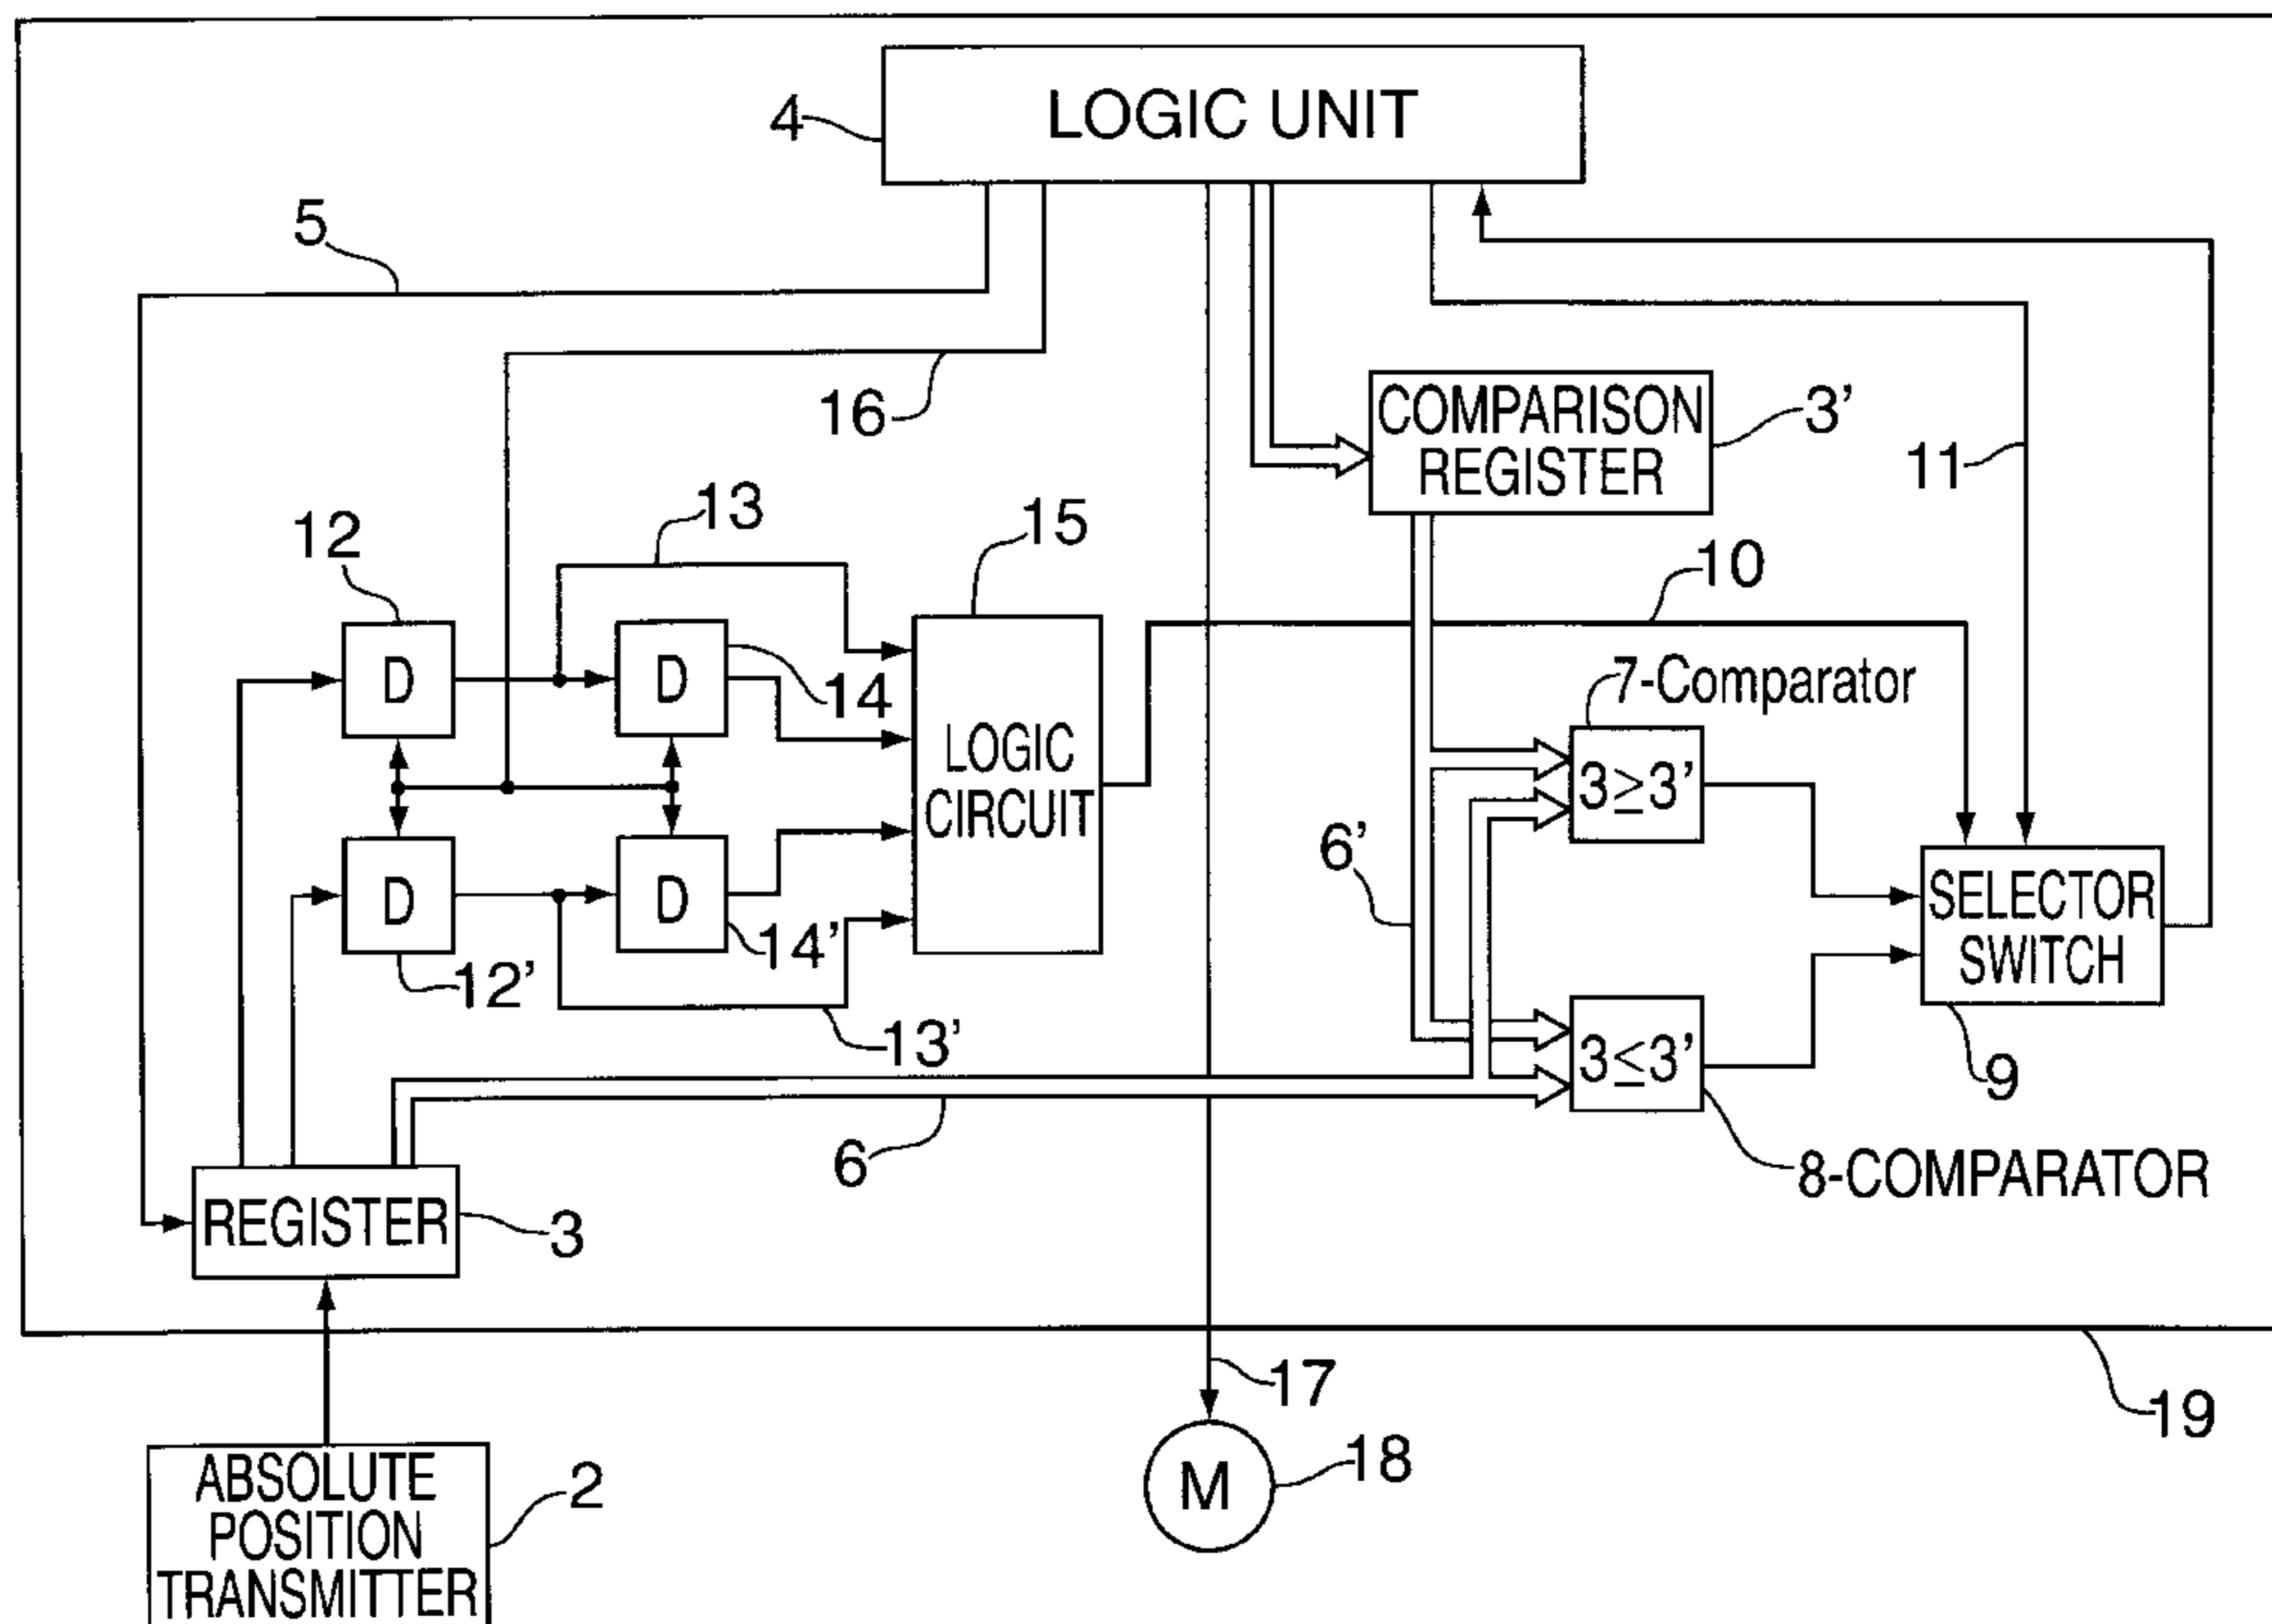 LOGIC UNIT
4
5
16
COMPARISON
REGISTER
3'
11
13
12
15
10
D
D
14
LOGIC
CIRCUIT
7-Comparator
3≥3'
6'
D
D
12'
14'
13'
SELECTOR
SWITCH
9
3≤3'
8-COMPARATOR
6
REGISTER
3
17
19
M
18
ABSOLUTE
POSITION
TRANSMITTER
2